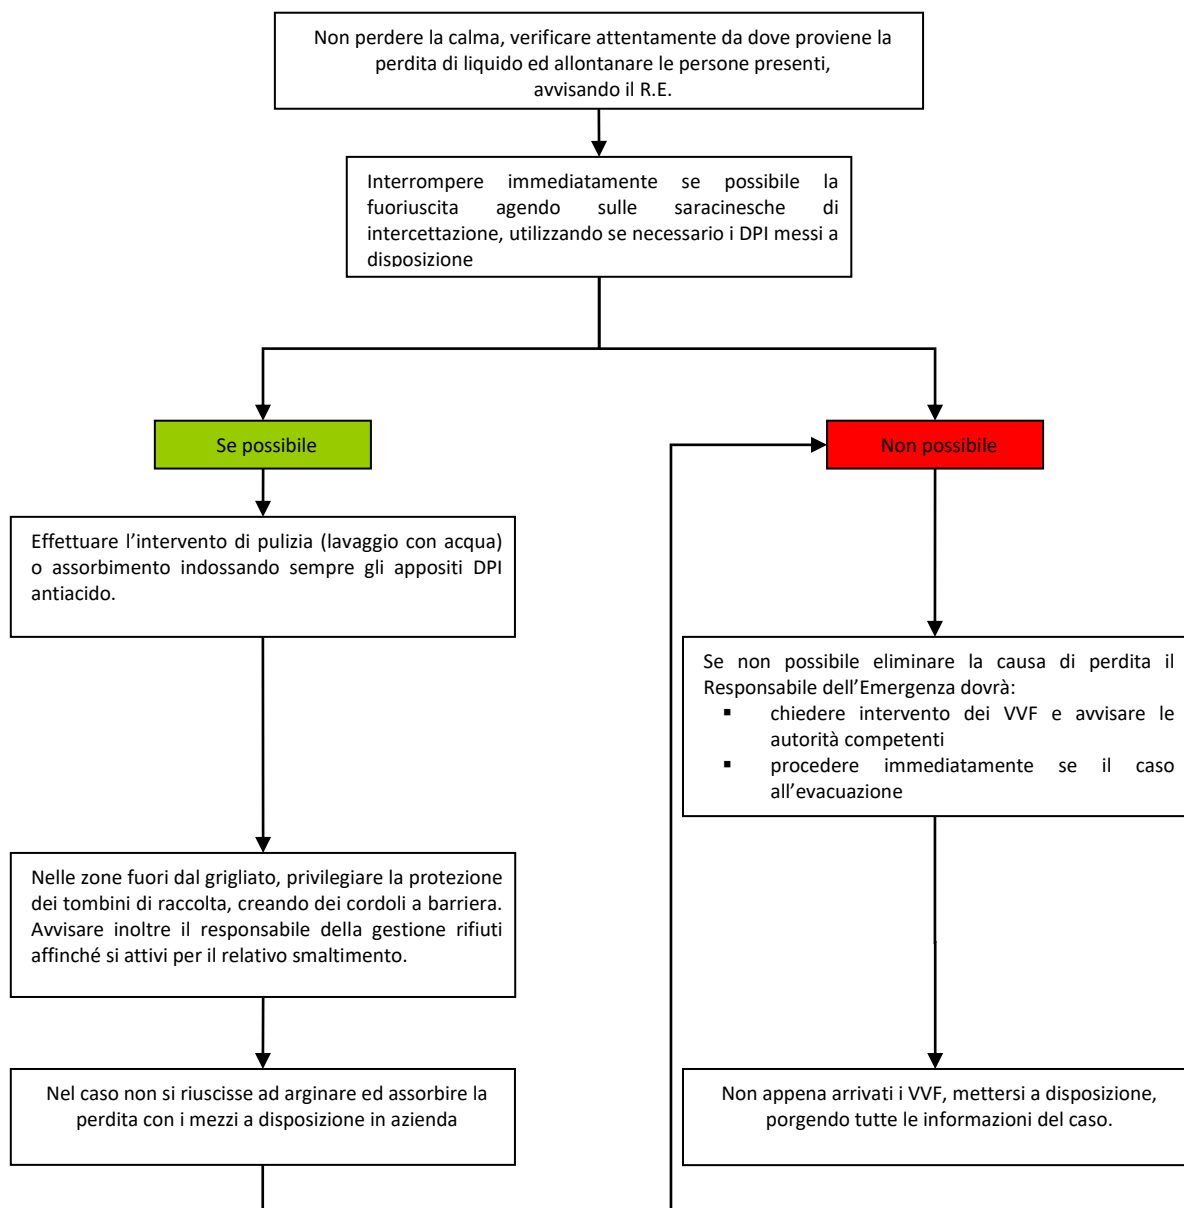 Non perdere la calma, verificare attentamente da dove proviene la
perdita di liquido ed allontanare le persone presenti,
avvisando il R.E.
Interrompere immediatamente se possibile la
fuoriuscita agendo sulle saracinesche di
intercettazione, utilizzando se necessario i DPI messi a
disposizione
Se possibile
Non possibile
Effettuare l’intervento di pulizia (lavaggio con acqua)
o assorbimento indossando sempre gli appositi DPI
antiacido.
Se non possibile eliminare la causa di perdita il
Responsabile dell’Emergenza dovrà:
▪ chiedere intervento dei VVF e avvisare le
autorità competenti
▪ procedere immediatamente se il caso
all’evacuazione
Nelle zone fuori dal grigliato, privilegiare la protezione
dei tombini di raccolta, creando dei cordoli a barriera.
Avvisare inoltre il responsabile della gestione rifiuti
affinché si attivi per il relativo smaltimento.
Nel caso non si riuscisse ad arginare ed assorbire la
perdita con i mezzi a disposizione in azienda
Non appena arrivati i VVF, mettersi a disposizione,
porgendo tutte le informazioni del caso.